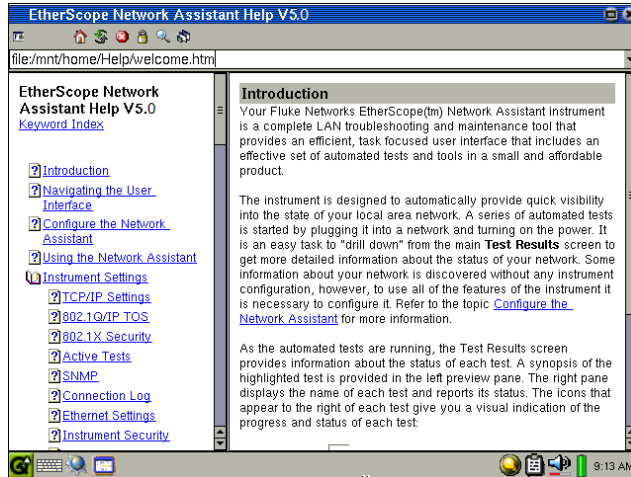 EtherScope Network Assistant Help V5.0
file:/mnt/home/Help/welcome.htm
EtherScope Network
Assistant Help V5.0
Keyword Index
Introduction
Navigating the User
Interface
Configure the Network
Assistant
Using the Network Assistant
Instrument Settings
TCP/IP Settings
802.1Q/IP TOS
802.1X Security
Active Tests
SNMP
Connection Log
Ethernet Settings
Instrument Security
Introduction
Your Fluke Networks EtherScope(tm) Network Assistant instrument
is a complete LAN troubleshooting and maintenance tool that
provides an efficient, task focused user interface that includes an
effective set of automated tests and tools in a small and affordable
product.
The instrument is designed to automatically provide quick visibility
into the state of your local area network. A series of automated tests
is started by plugging it into a network and turning on the power. It
is an easy task to "drill down" from the main Test Results screen to
get more detailed information about the status of your network. Some
information about your network is discovered without any instrument
configuration, however, to use all of the features of the instrument it
is necessary to configure it. Refer to the topic Configure the
Network Assistant for more information.
As the automated tests are running, the Test Results screen
provides information about the status of each test. A synopsis of the
highlighted test is provided in the left preview pane. The right pane
displays the name of each test and reports its status. The icons that
appear to the right of each test give you a visual indication of the
progress and status of each test:
9:13 AM